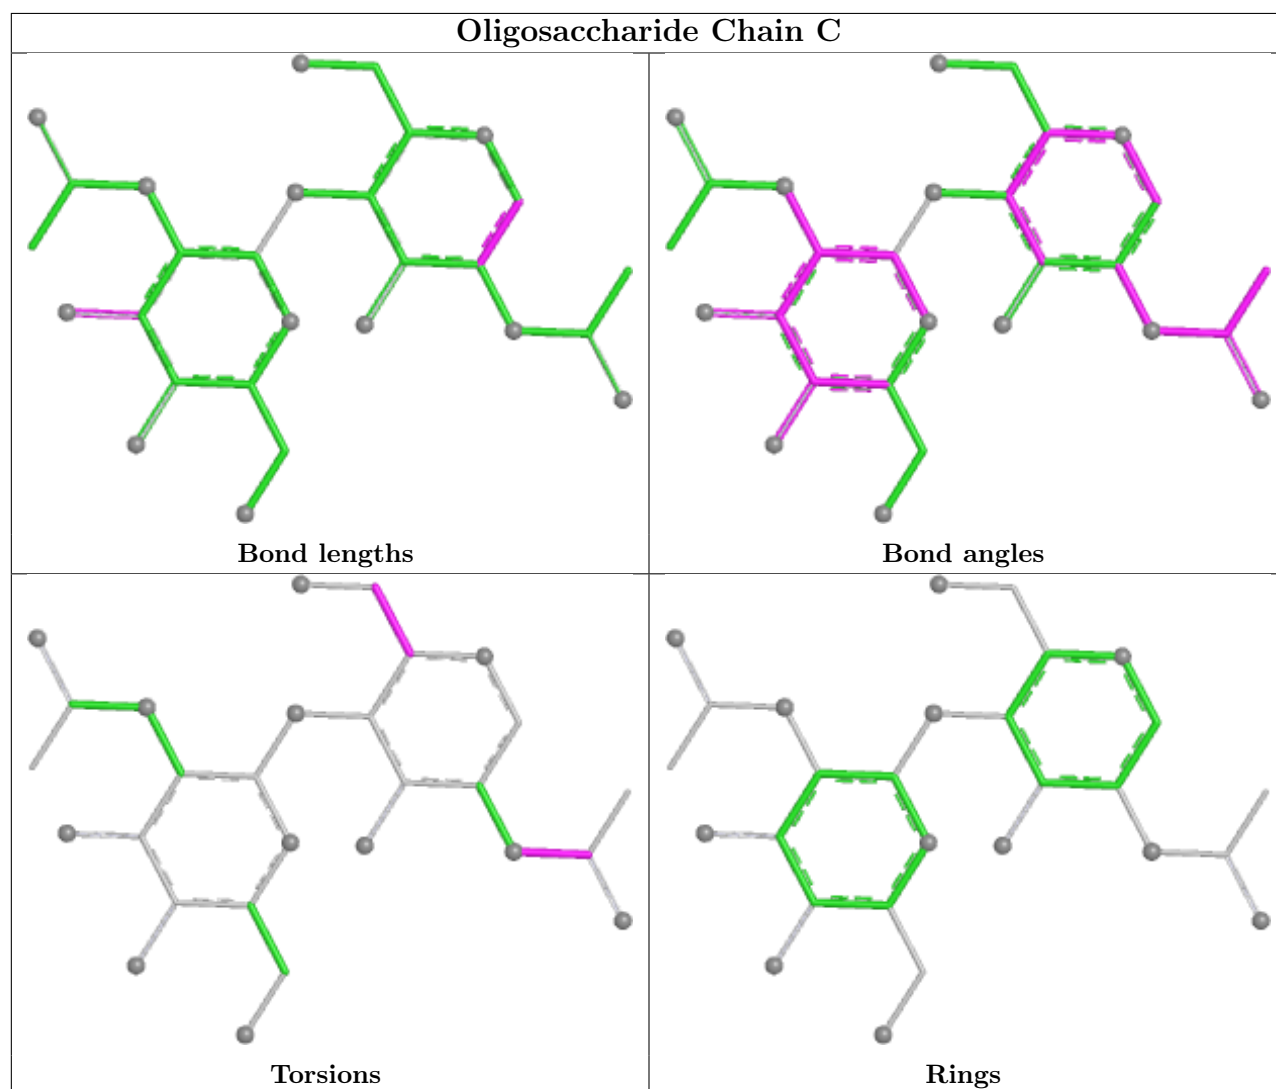 Oligosaccharide Chain C
Bond lengths
Bond angles
Torsions
Rings